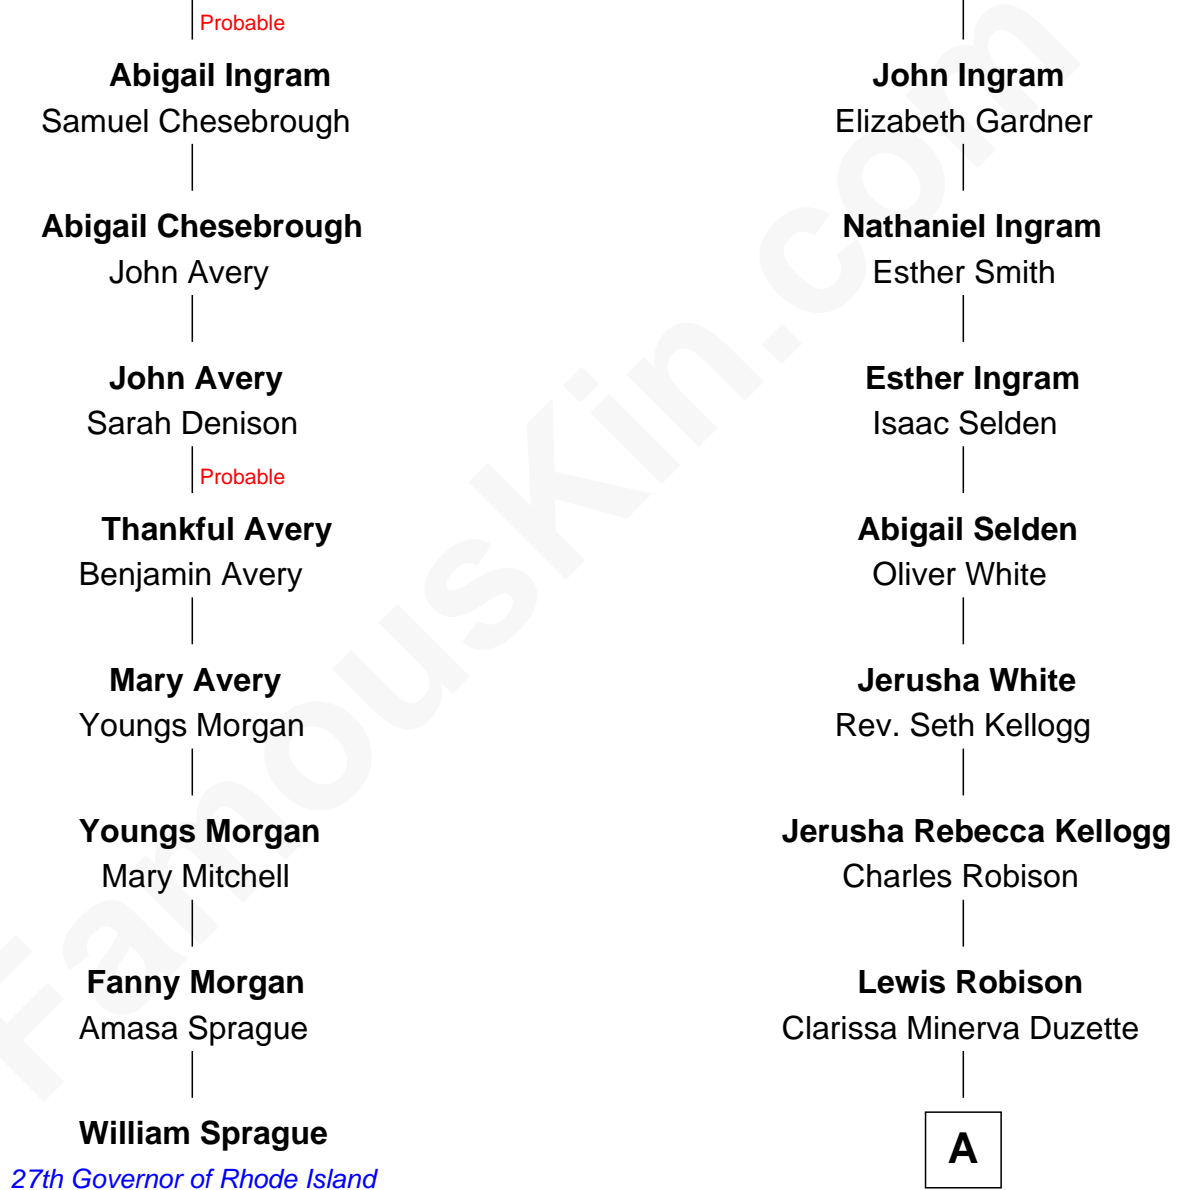 Probable
Abigail Ingram
Samuel Chesebrough
Abigail Chesebrough
John Avery
John Avery
Sarah Denison
Probable
Thankful Avery
Benjamin Avery
Mary Avery
Youngs Morgan
Youngs Morgan
Mary Mitchell
Fanny Morgan
Amasa Sprague
William Sprague
27th Governor of Rhode Island
John Ingram
Elizabeth Gardner
Nathaniel Ingram
Esther Smith
Esther Ingram
Isaac Selden
Abigail Selden
Oliver White
Jerusha White
Rev. Seth Kellogg
Jerusha Rebecca Kellogg
Charles Robison
Lewis Robison
Clarissa Minerva Duzette
A
FamousKin.com